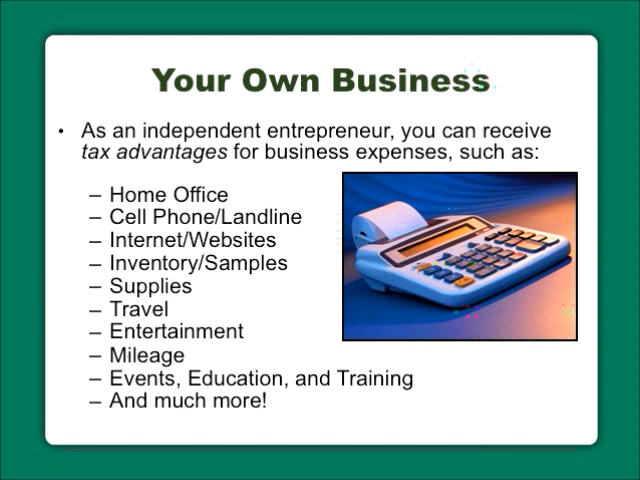 Your Own Business
• As an independent entrepreneur, you can receive
tax advantages for business expenses, such as:
– Home Office
– Cell Phone/Landline
– Internet/Websites
– Inventory/Samples
– Supplies
– Travel
– Entertainment
– Mileage
– Events, Education, and Training
– And much more!